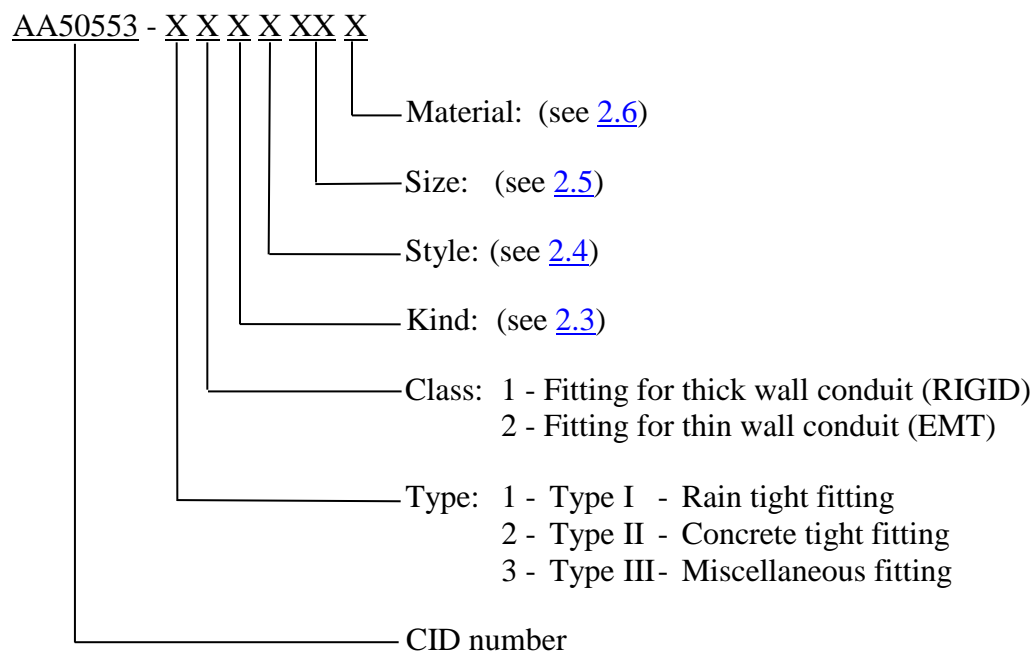 AA50553 - X X X X XX X
Material: (see 2.6)
Size: (see 2.5)
Style: (see 2.4)
Kind: (see 2.3)
Class: 1 - Fitting for thick wall conduit (RIGID)
2 - Fitting for thin wall conduit (EMT)
Type: 1 - Type I - Rain tight fitting
2 - Type II - Concrete tight fitting
3 - Type III- Miscellaneous fitting
CID number